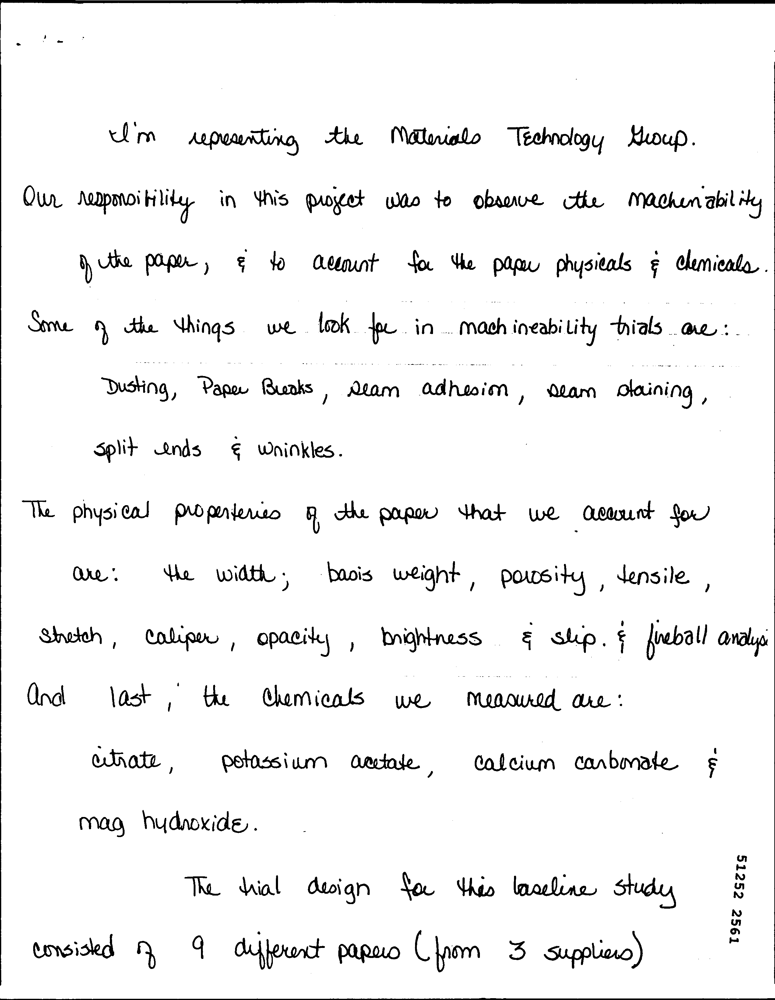 I'm representing the Materials Technology Group.
Our responsibility in this project was to observe the machenability
of the paper, & to account for the paper physicals & chemicals.
Some of the things we look for in machineability trials are:
Dusting, Paper Breaks, seam adhesion, seam staining,
split ends & wrinkles.
The physical properteries of the paper that we account for
are: the width; basis weight, porosity, tensile,
stretch, caliper, opacity, brightness & slip. & fireball analysi
And last, the chemicals we measured are:
citrate, potassium acetate, calcium carbonate &
mag hydroxide.
The trial design for this baseline study
consisted of 9 different papers (from 3 suppliers)
51252 2561